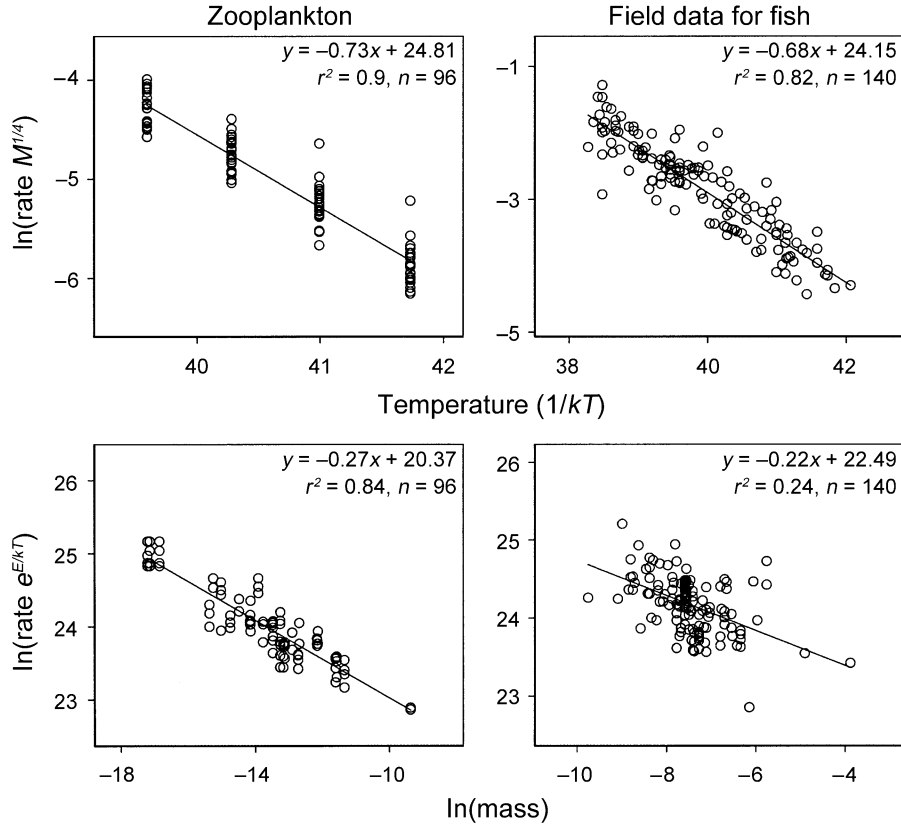 Zooplankton
Field data for fish
y = –0.73x + 24.81
r² = 0.9, n = 96
–4
–5
–6
40
41
42
ln(rate M^1/4)
y = –0.68x + 24.15
r² = 0.82, n = 140
–1
–3
–5
38
40
42
Temperature (1/kT)
y = –0.27x + 20.37
r² = 0.84, n = 96
26
25
24
23
–18
–14
–10
ln(rate e^E/kT)
y = –0.22x + 22.49
r² = 0.24, n = 140
26
25
24
23
–10
–8
–6
–4
ln(mass)